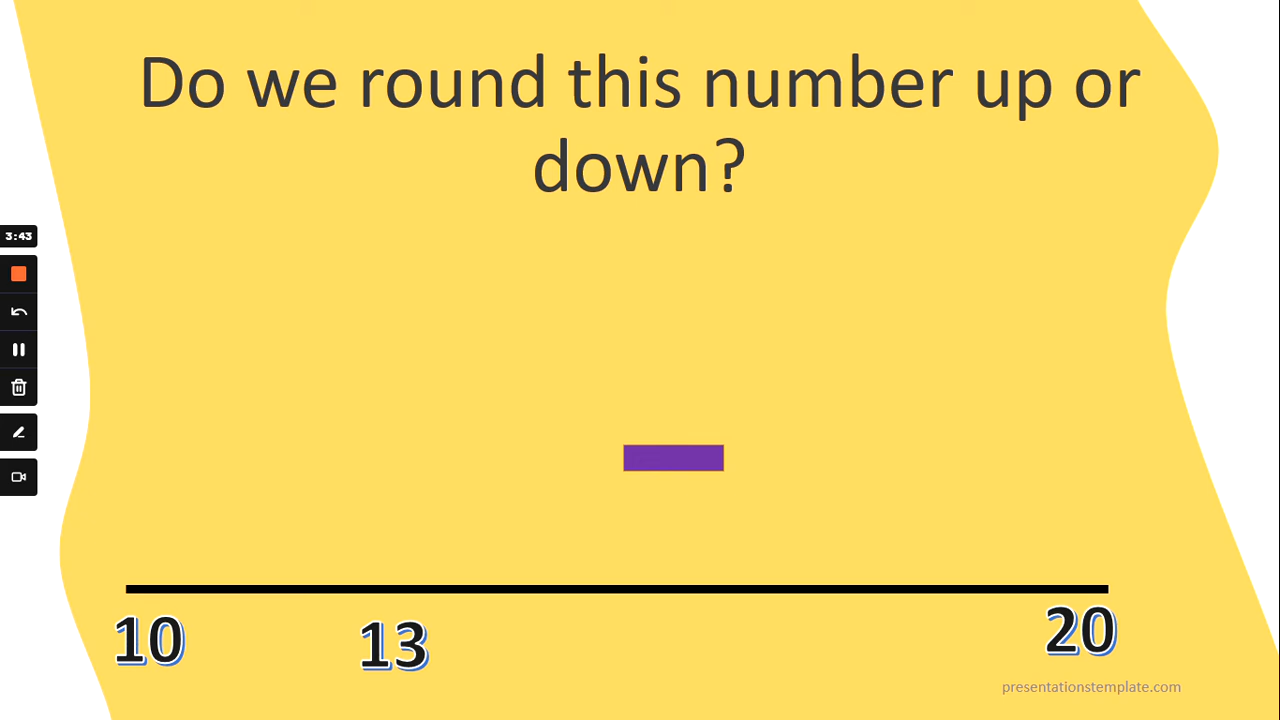 Do we round this number up or
down?
3:43
10 13 20
presentationstemplate.com